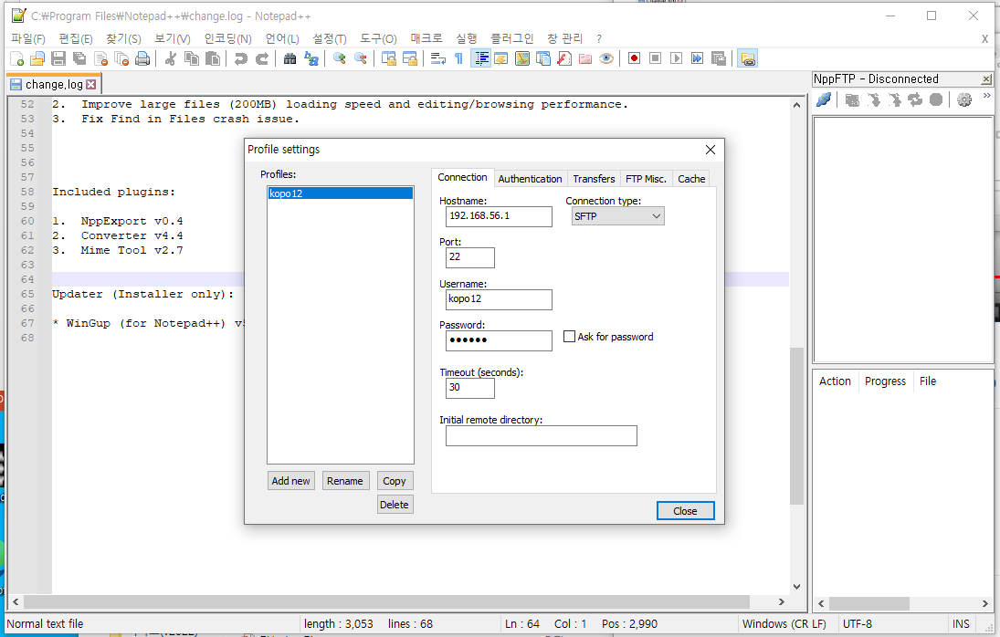 C:₩Program Files₩Notepad++₩change.log - Notepad++
파일(F) 편집(E) 찾기(S) 보기(V) 인코딩(N) 언어(L) 설정(T) 도구(O) 매크로 실행 플러그인 창 관리 ? X
change.log
NppFTP - Disconnected
52 2. Improve large files (200MB) loading speed and editing/browsing performance.
53 3. Fix Find in Files crash issue.
54
55
56
57
58 Included plugins:
59
60 1. NppExport v0.4
61 2. Converter v4.4
62 3. Mime Tool v2.7
63
64
65 Updater (Installer only):
66
67 * WinGup (for Notepad++) v5
68
Profile settings
Profiles:
kopo12
Add new Rename Copy
Delete
Connection Authentication Transfers FTP Misc. Cache
Hostname: Connection type:
192.168.56.1 SFTP
Port:
22
Username:
kopo12
Password:
●●●●●● Ask for password
Timeout (seconds):
30
Initial remote directory:
Close
Action Progress File
Normal text file length : 3,053 lines : 68 Ln : 64 Col : 1 Pos : 2,990 Windows (CR LF) UTF-8 INS